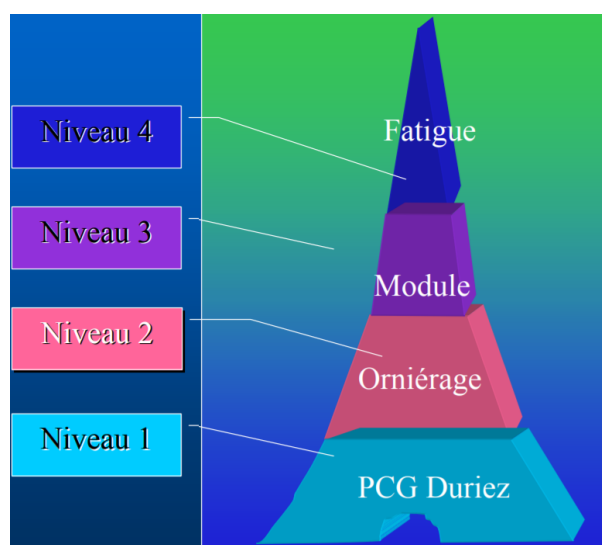 Niveau 4
Fatigue
Niveau 3
Module
Niveau 2
Orniérage
Niveau 1
PCG Duriez